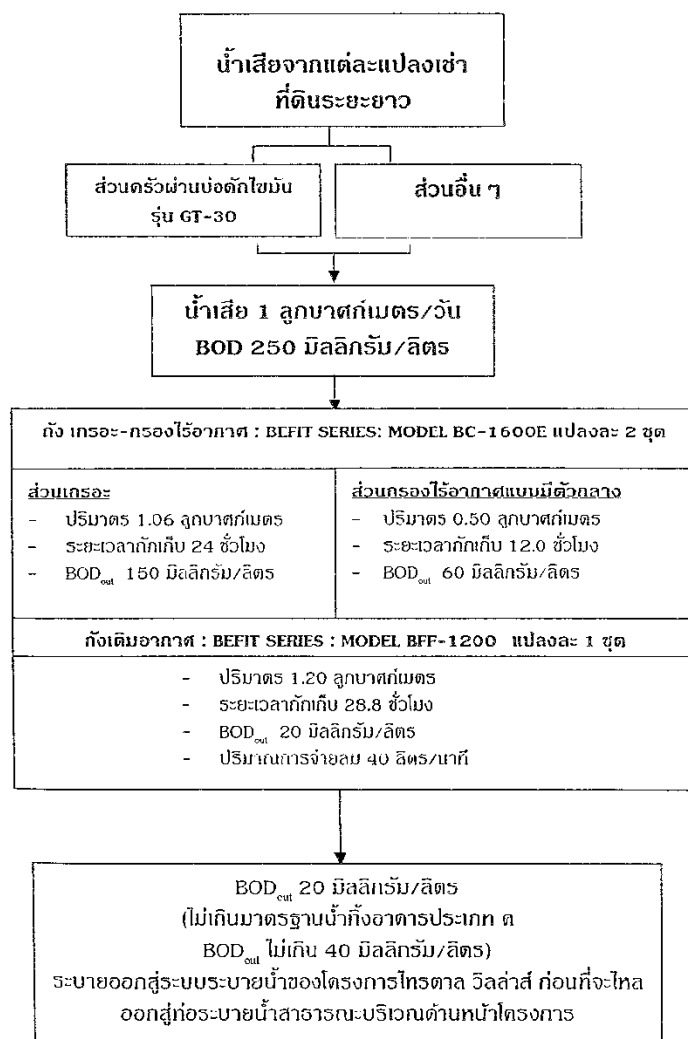 น้ำเสียจากแต่ละแปลงเช่า
ที่ดินระยะยาว
ส่วนครัวผ่านบ่อดักไขมัน
รุ่น GT-30
ส่วนอื่น ๆ
น้ำเสีย 1 ลูกบาศก์เมตร/วัน
BOD 250 มิลลิกรัม/ลิตร
ถัง เกรอะ-กรองไร้อากาศ : BEFIT SERIES: MODEL BC-1600E แปลงละ 2 ชุด
ส่วนเกรอะ
- ปริมาตร 1.06 ลูกบาศก์เมตร
- ระยะเวลากักเก็บ 24 ชั่วโมง
- BODout 150 มิลลิกรัม/ลิตร
ส่วนกรองไร้อากาศแบบมีตัวกลาง
- ปริมาตร 0.50 ลูกบาศก์เมตร
- ระยะเวลากักเก็บ 12.0 ชั่วโมง
- BODout 60 มิลลิกรัม/ลิตร
ถังเติมอากาศ : BEFIT SERIES : MODEL BFF-1200 แปลงละ 1 ชุด
- ปริมาตร 1.20 ลูกบาศก์เมตร
- ระยะเวลากักเก็บ 28.8 ชั่วโมง
- BODout 20 มิลลิกรัม/ลิตร
- ปริมาณการจ่ายลม 40 ลิตร/นาที
BODout 20 มิลลิกรัม/ลิตร
(ไม่เกินมาตรฐานน้ำทิ้งอาคารประเภท ค
BODout ไม่เกิน 40 มิลลิกรัม/ลิตร)
ระบายออกสู่ระบบระบายน้ำของโครงการไทรตาล วิลล่าส์ ก่อนที่จะไหล
ออกสู่ท่อระบายน้ำสาธารณะบริเวณด้านหน้าโครงการ